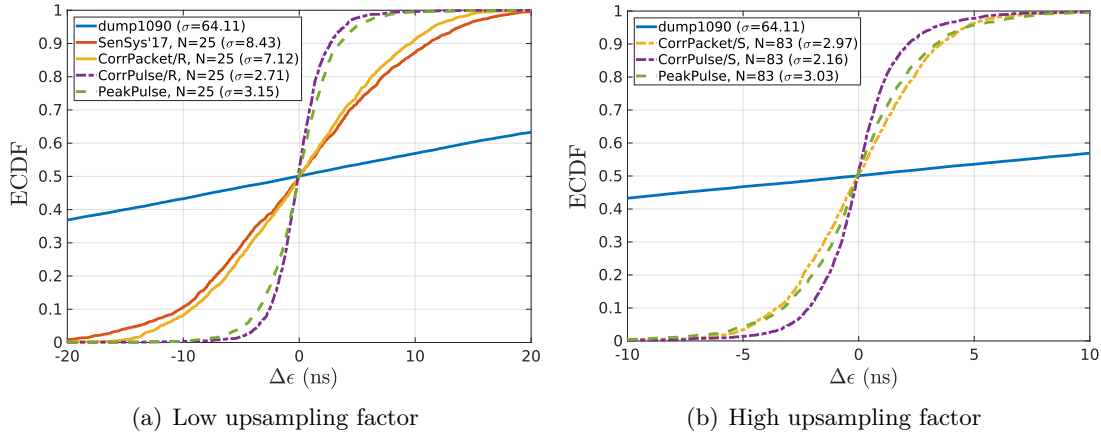 dump1090 (σ=64.11)
SenSys'17, N=25 (σ=8.43)
CorrPacket/R, N=25 (σ=7.12)
CorrPulse/R, N=25 (σ=2.71)
PeakPulse, N=25 (σ=3.15)
ECDF
1
0.9
0.8
0.7
0.6
0.5
0.4
0.3
0.2
0.1
0
-20 -10 0 10 20
Δϵ (ns)
(a) Low upsampling factor
dump1090 (σ=64.11)
CorrPacket/S, N=83 (σ=2.97)
CorrPulse/S, N=83 (σ=2.16)
PeakPulse, N=83 (σ=3.03)
ECDF
1
0.9
0.8
0.7
0.6
0.5
0.4
0.3
0.2
0.1
0
-10 -5 0 5 10
Δϵ (ns)
(b) High upsampling factor